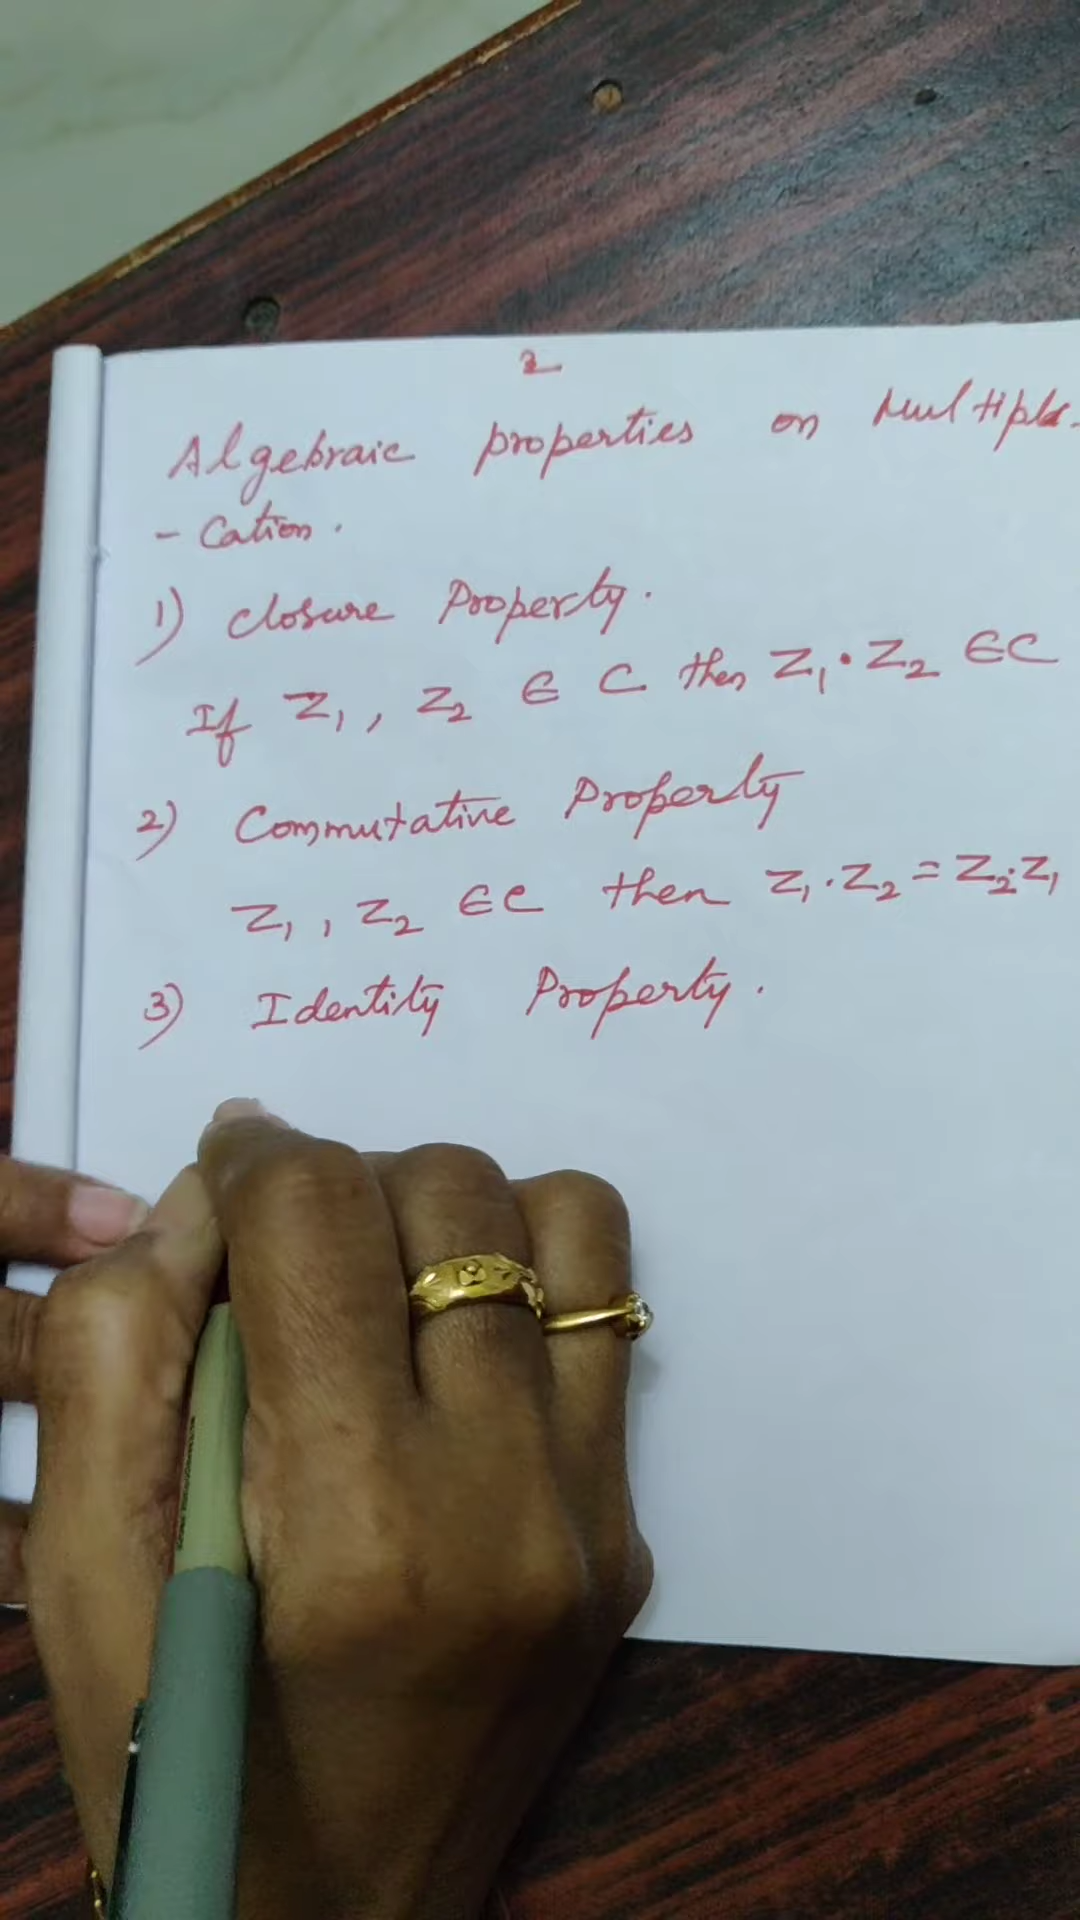 2
Algebraic properties on Multipli-
- Cation.
1) closure Property.
If Z₁, Z₂ ∈ C then Z₁·Z₂ ∈ C
2) Commutative Property
Z₁, Z₂ ∈ C then Z₁·Z₂ = Z₂·Z₁
3) Identity Property.